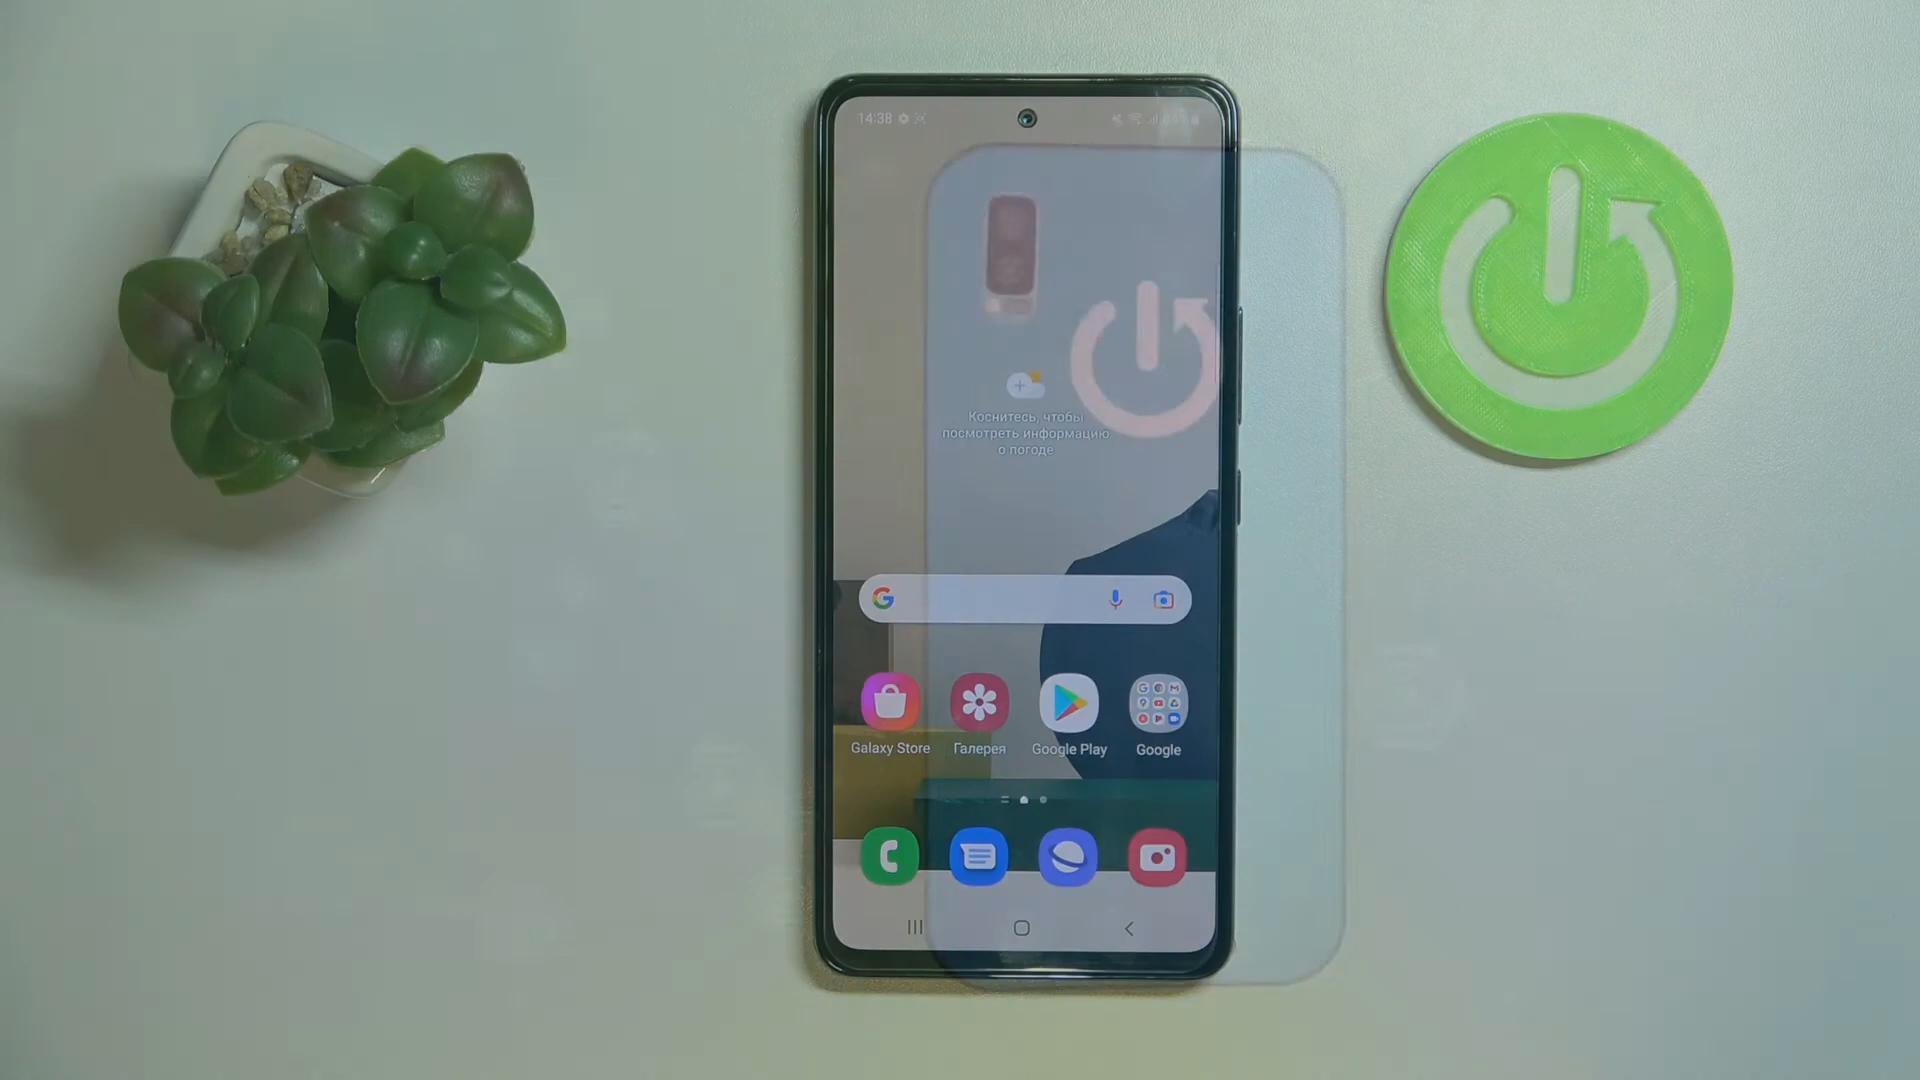 14:38
Коснитесь, чтобы
посмотреть информацию
о погоде
Galaxy Store
Галерея
Google Play
Google